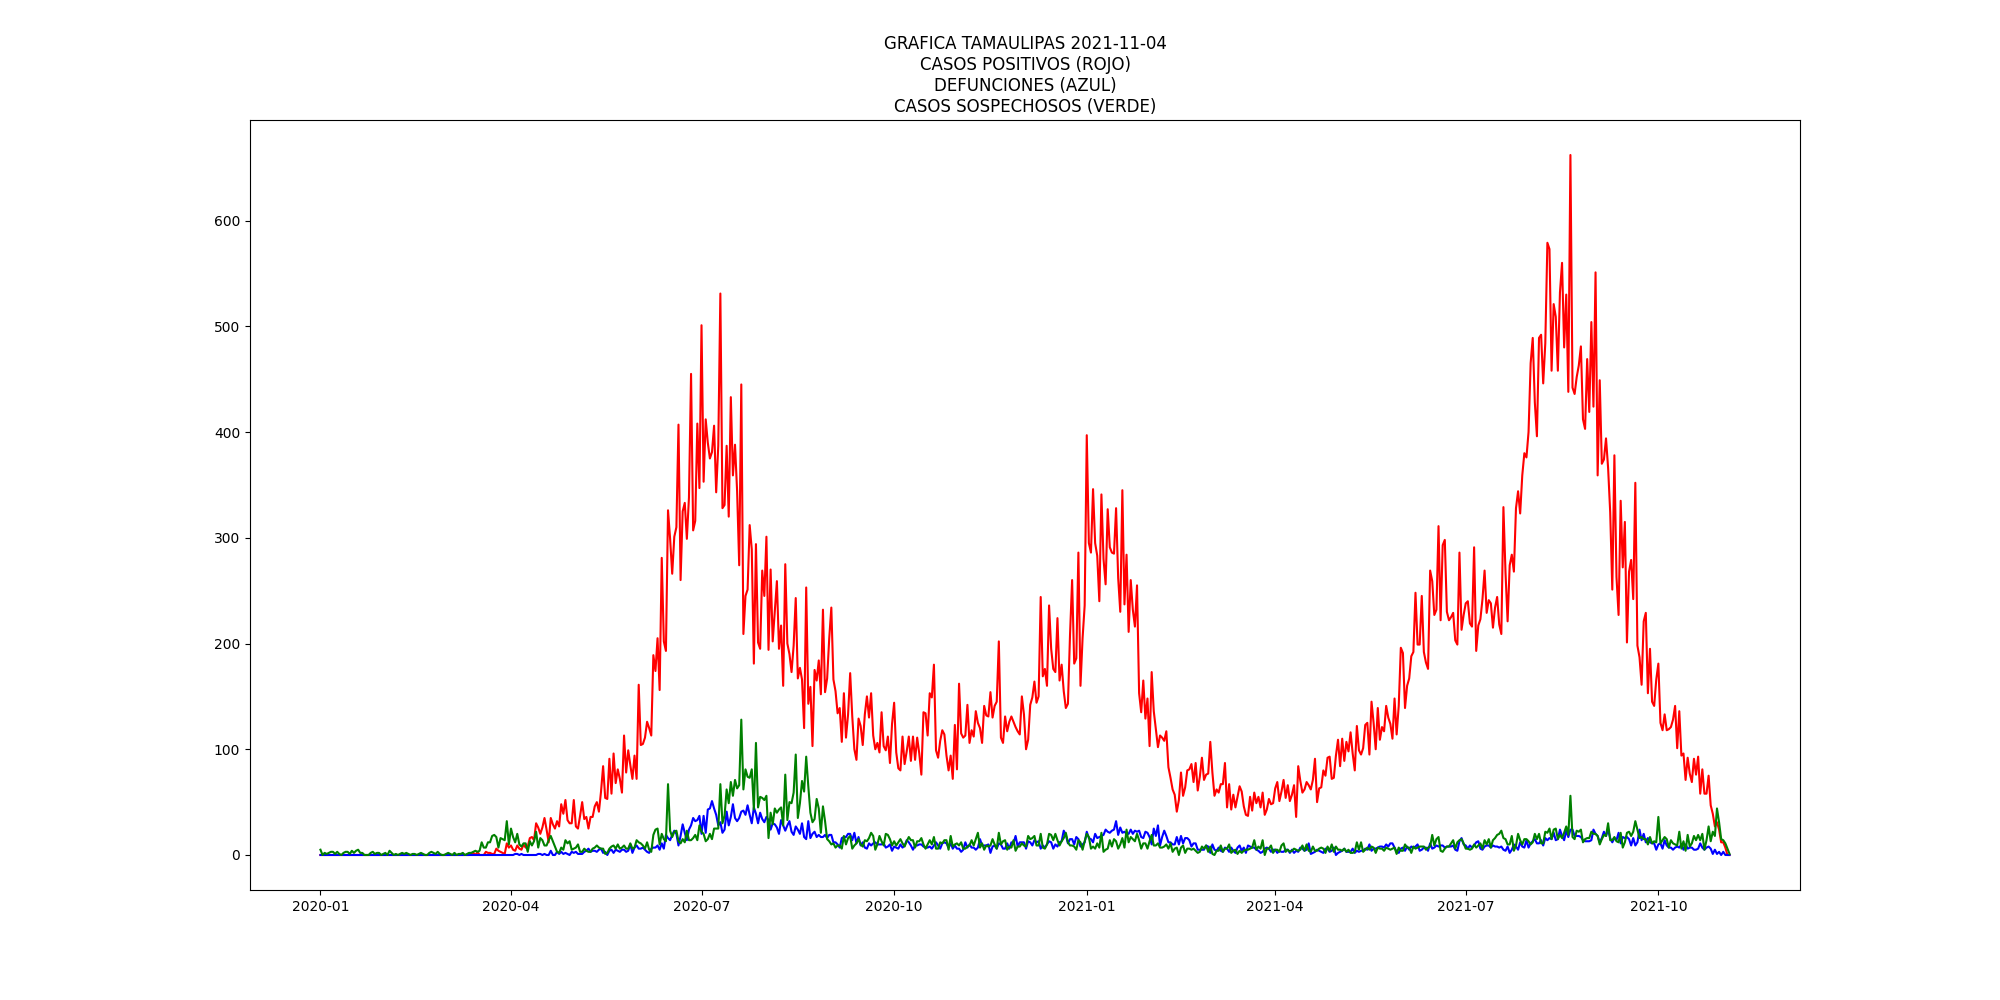 GRAFICA TAMAULIPAS 2021-11-04
CASOS POSITIVOS (ROJO)
DEFUNCIONES (AZUL)
CASOS SOSPECHOSOS (VERDE)
600
500
400
300
200
100
0
2020-01 2020-04 2020-07 2020-10 2021-01 2021-04 2021-07 2021-10